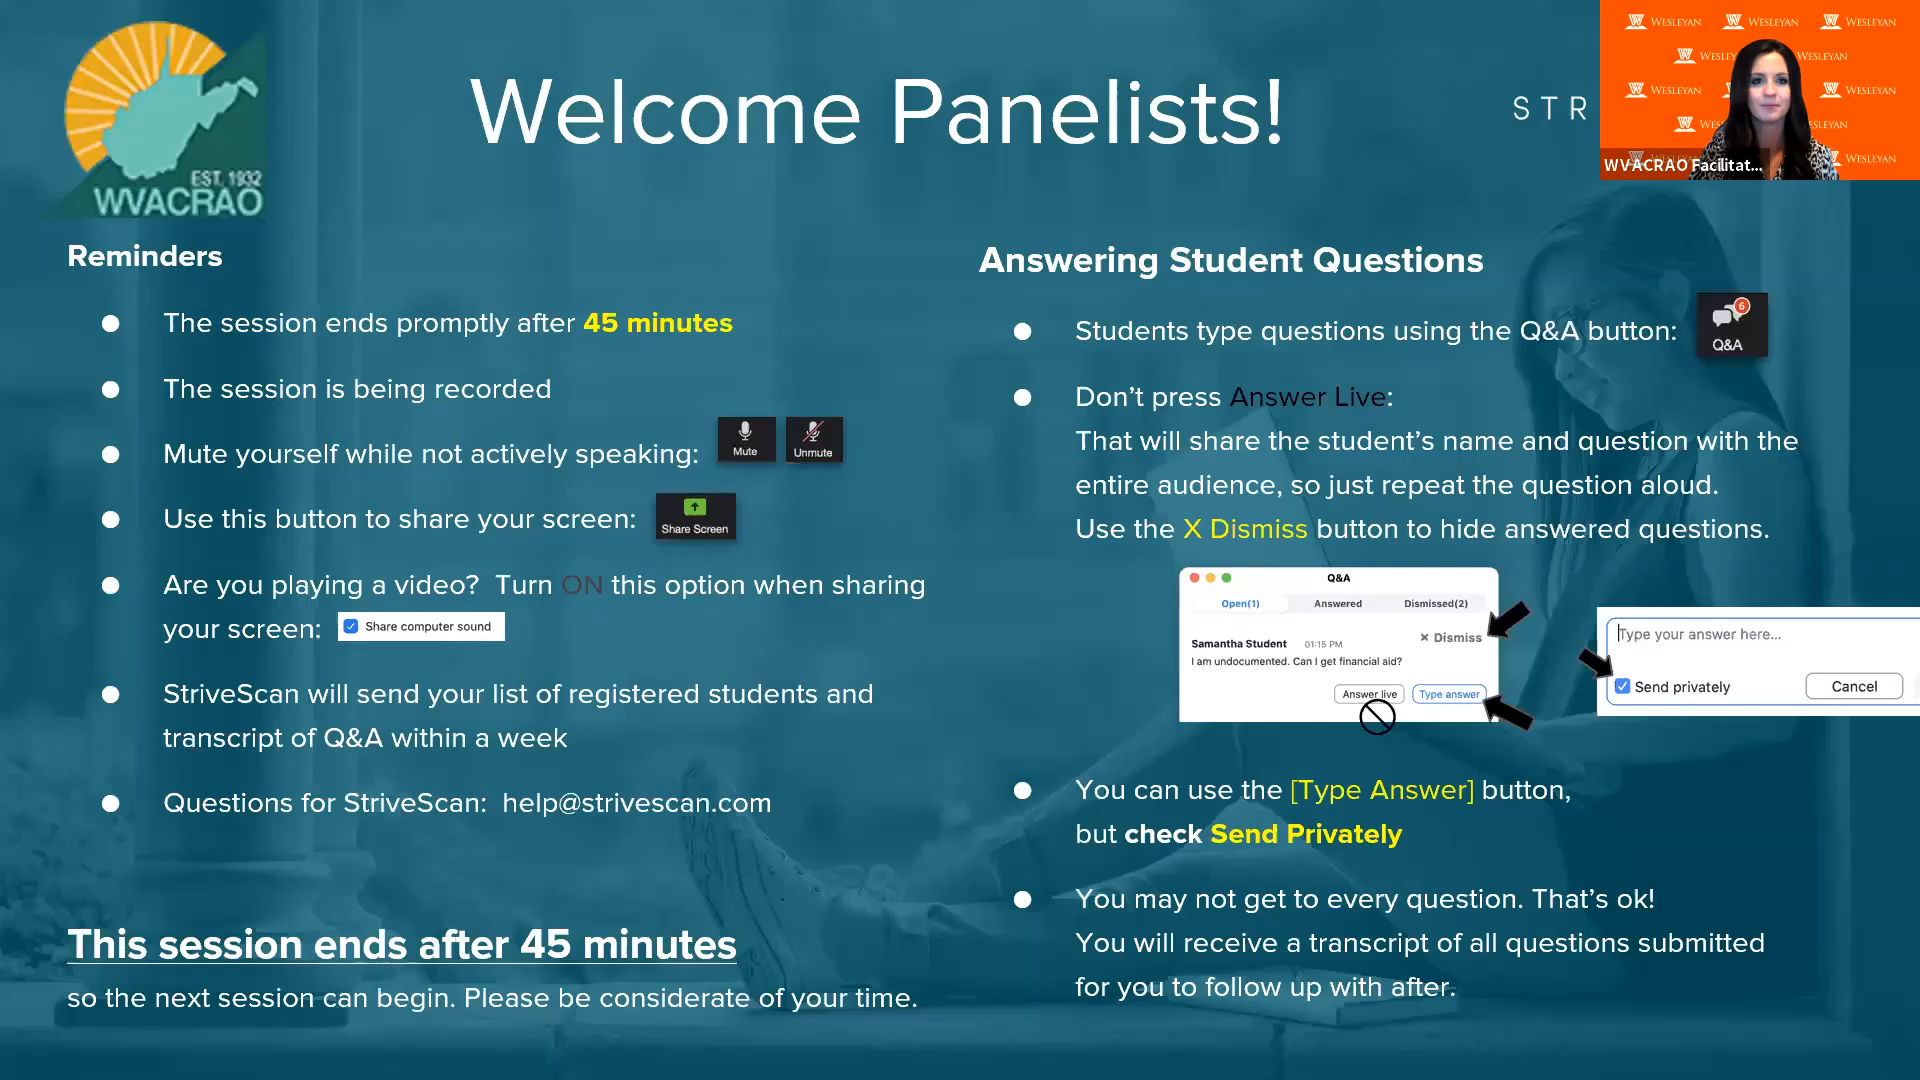 EST. 1932
WVACRAO
Welcome Panelists!
STR
WESLEYAN WESLEYAN WESLEYAN
WESLEYAN
WESLEYAN
WESLEYAN
WESLEYAN
WVACRAO Facilitat...
Reminders
● The session ends promptly after 45 minutes
● The session is being recorded
● Mute yourself while not actively speaking:
Mute
Unmute
● Use this button to share your screen:
Share Screen
● Are you playing a video?  Turn ON this option when sharing
your screen:
Share computer sound
● StriveScan will send your list of registered students and
transcript of Q&A within a week
● Questions for StriveScan:  help@strivescan.com
This session ends after 45 minutes
so the next session can begin. Please be considerate of your time.
Answering Student Questions
● Students type questions using the Q&A button:
6
Q&A
● Don’t press Answer Live:
That will share the student’s name and question with the
entire audience, so just repeat the question aloud.
Use the X Dismiss button to hide answered questions.
Q&A
Open(1) Answered Dismissed(2)
Samantha Student 01:15 PM × Dismiss
I am undocumented. Can I get financial aid?
Answer live Type answer
Type your answer here...
Send privately Cancel
● You can use the [Type Answer] button,
but check Send Privately
● You may not get to every question. That’s ok!
You will receive a transcript of all questions submitted
for you to follow up with after.